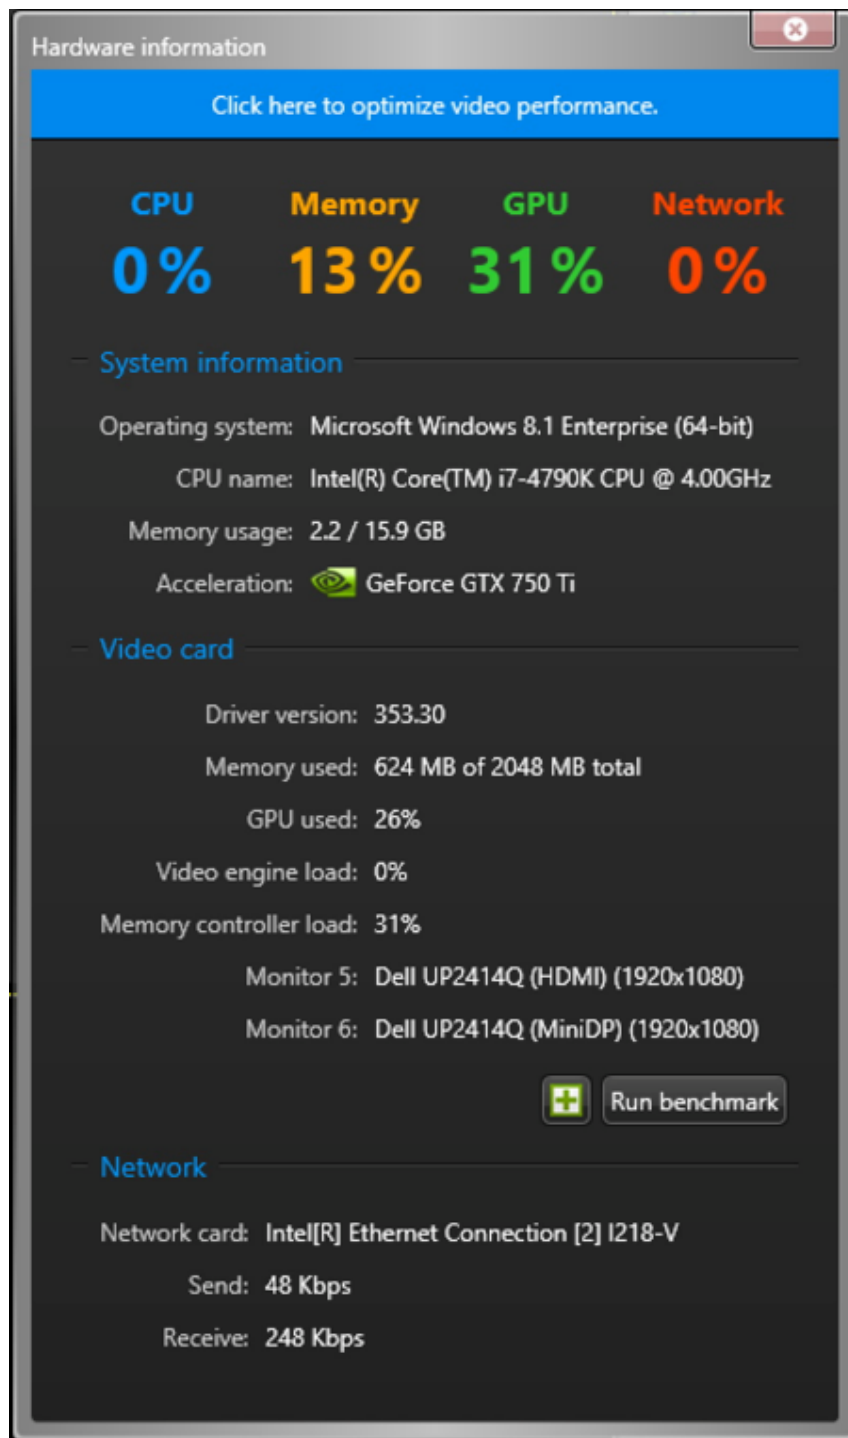 Hardware information
Click here to optimize video performance.
CPU Memory GPU Network
0 % 13 % 31 % 0 %
System information
Operating system: Microsoft Windows 8.1 Enterprise (64-bit)
CPU name: Intel(R) Core(TM) i7-4790K CPU @ 4.00GHz
Memory usage: 2.2 / 15.9 GB
Acceleration: GeForce GTX 750 Ti
Video card
Driver version: 353.30
Memory used: 624 MB of 2048 MB total
GPU used: 26%
Video engine load: 0%
Memory controller load: 31%
Monitor 5: Dell UP2414Q (HDMI) (1920x1080)
Monitor 6: Dell UP2414Q (MiniDP) (1920x1080)
Run benchmark
Network
Network card: Intel[R] Ethernet Connection [2] I218-V
Send: 48 Kbps
Receive: 248 Kbps